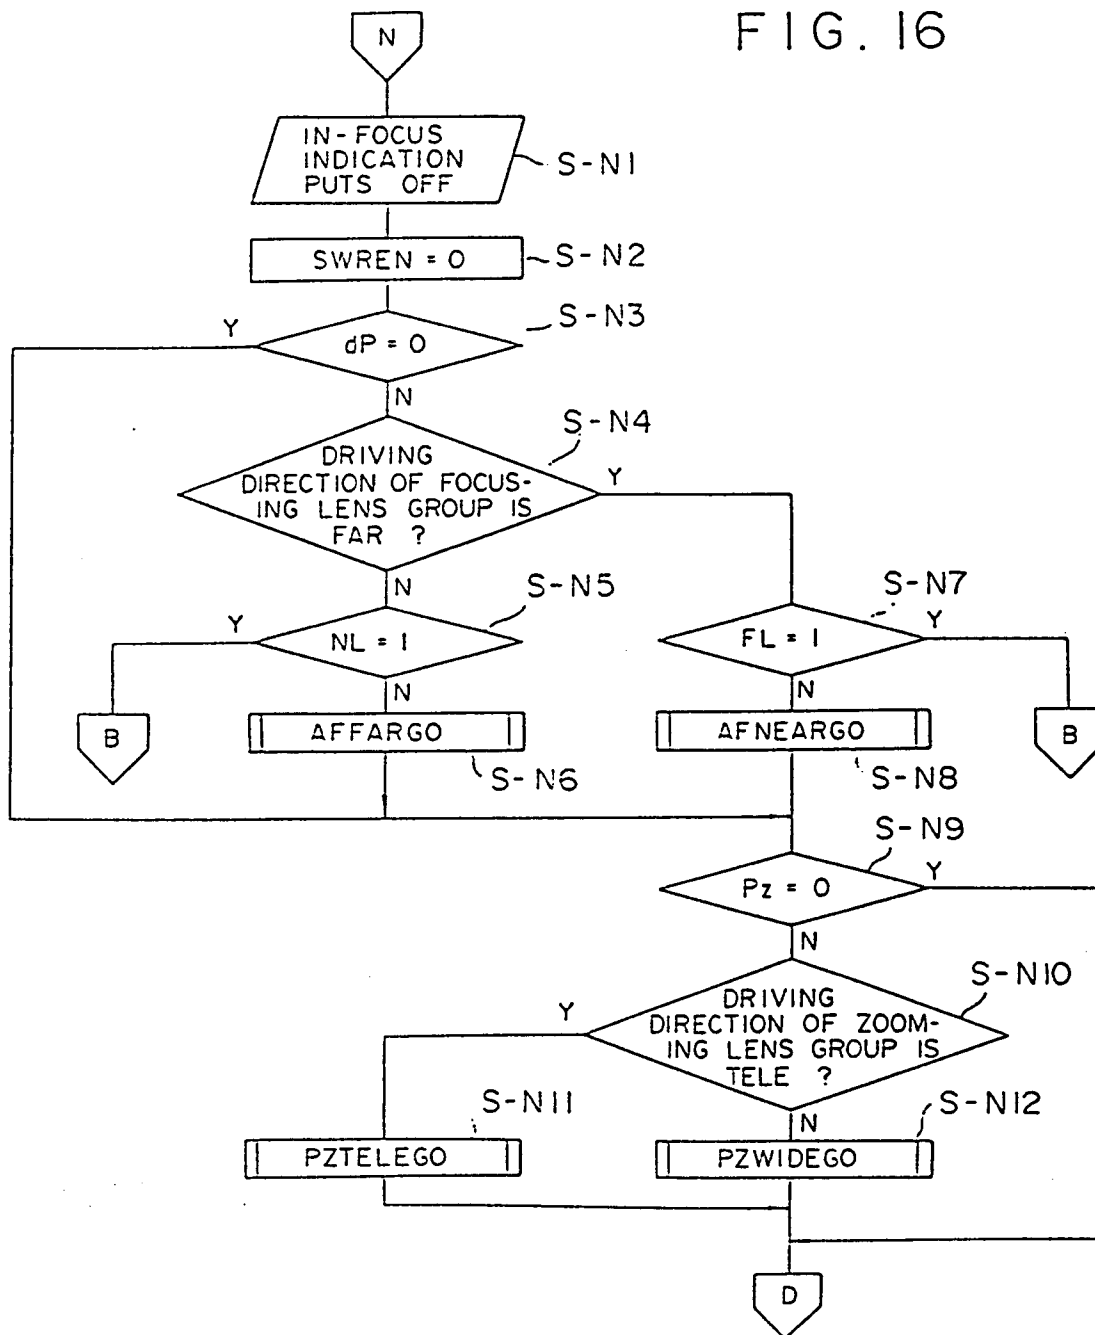 FIG. 16
N
IN-FOCUS
INDICATION
PUTS OFF
S-N1
SWREN = 0
S-N2
S-N3
Y
dP = 0
N
S-N4
DRIVING
DIRECTION OF FOCUS-
ING LENS GROUP IS
FAR ?
Y
N
S-N5
S-N7
Y
NL = 1
FL = 1
Y
N
N
B
AFFARGO
AFNEARGO
B
S-N6
S-N8
S-N9
Pz = 0
Y
N
S-N10
DRIVING
DIRECTION OF ZOOM-
ING LENS GROUP IS
TELE ?
Y
S-N11
N
S-N12
PZTELEGO
PZWIDEGO
D